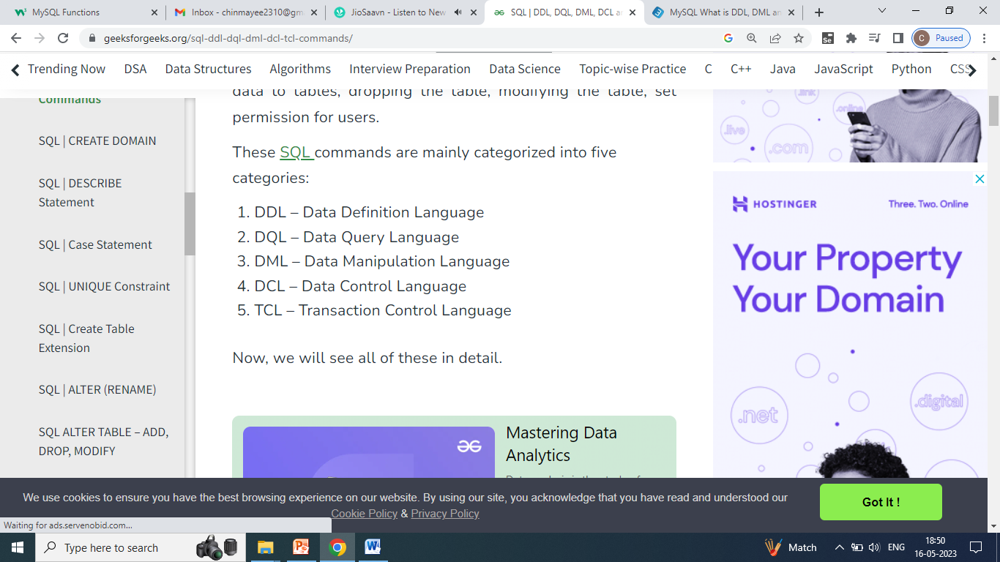 MySQL Functions
Inbox - chinmayee2310@gm
JioSaavn - Listen to New
SQL | DDL, DQL, DML, DCL a
MySQL What is DDL, DML an
geeksforgeeks.org/sql-ddl-dql-dml-dcl-tcl-commands/
Se
C Paused
Trending Now DSA Data Structures Algorithms Interview Preparation Data Science Topic-wise Practice C C++ Java JavaScript Python CSS
Commands
SQL | CREATE DOMAIN
SQL | DESCRIBE
Statement
SQL | Case Statement
SQL | UNIQUE Constraint
SQL | Create Table
Extension
SQL | ALTER (RENAME)
SQL ALTER TABLE – ADD,
DROP, MODIFY
data to tables, dropping the table, modifying the table, set
permission for users.
These SQL commands are mainly categorized into five
categories:
1. DDL – Data Definition Language
2. DQL – Data Query Language
3. DML – Data Manipulation Language
4. DCL – Data Control Language
5. TCL – Transaction Control Language
Now, we will see all of these in detail.
Mastering Data
Analytics
.link
.online
.live
.com
HOSTINGER
Three. Two. Online
Your Property
Your Domain
.net
.digital
We use cookies to ensure you have the best browsing experience on our website. By using our site, you acknowledge that you have read and understood our
Cookie Policy & Privacy Policy
Got It !
Waiting for ads.servenobid.com...
Type here to search
Match
ENG
18:50
16-05-2023